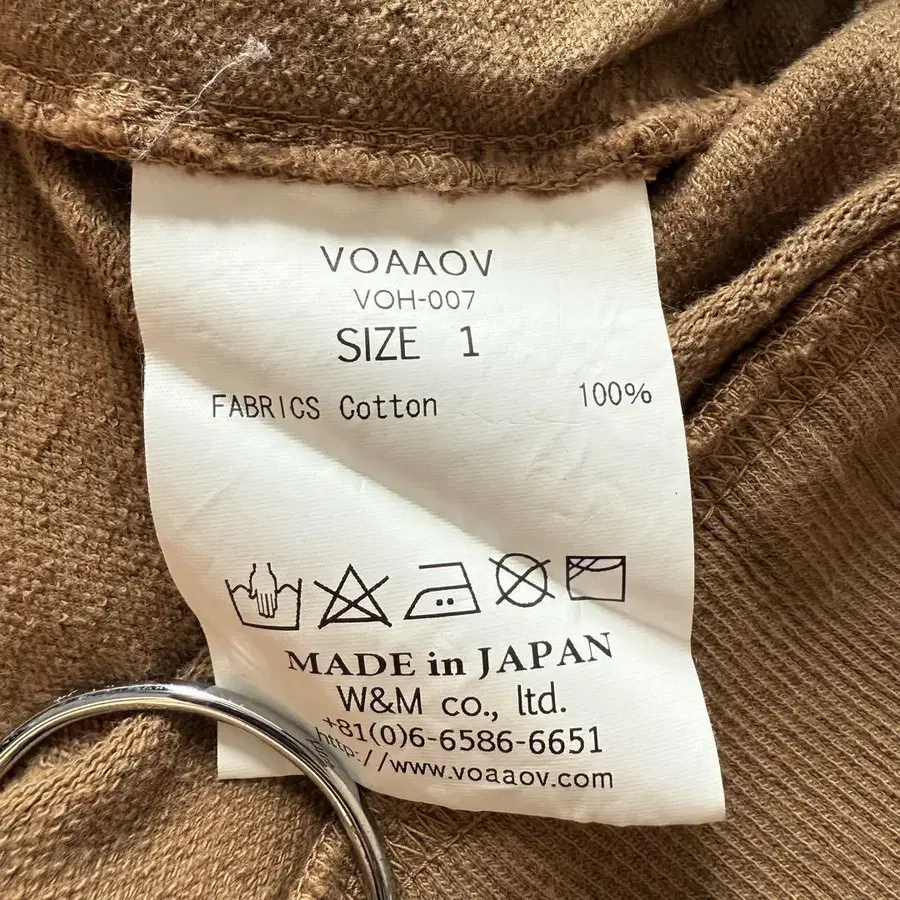 VOAAOV
VOH-007
SIZE 1
FABRICS Cotton 100%
MADE in JAPAN
W&M co., ltd.
+81(0)6-6586-6651
http://www.voaaov.com